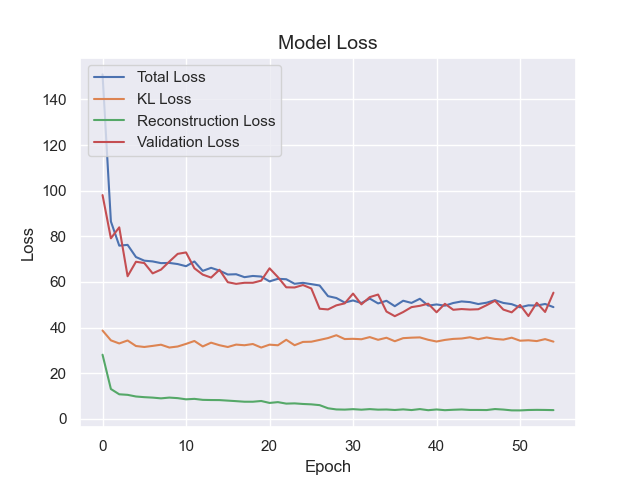 Model Loss
Total Loss
KL Loss
Reconstruction Loss
Validation Loss
Loss
140
120
100
80
60
40
20
0
0 10 20 30 40 50
Epoch